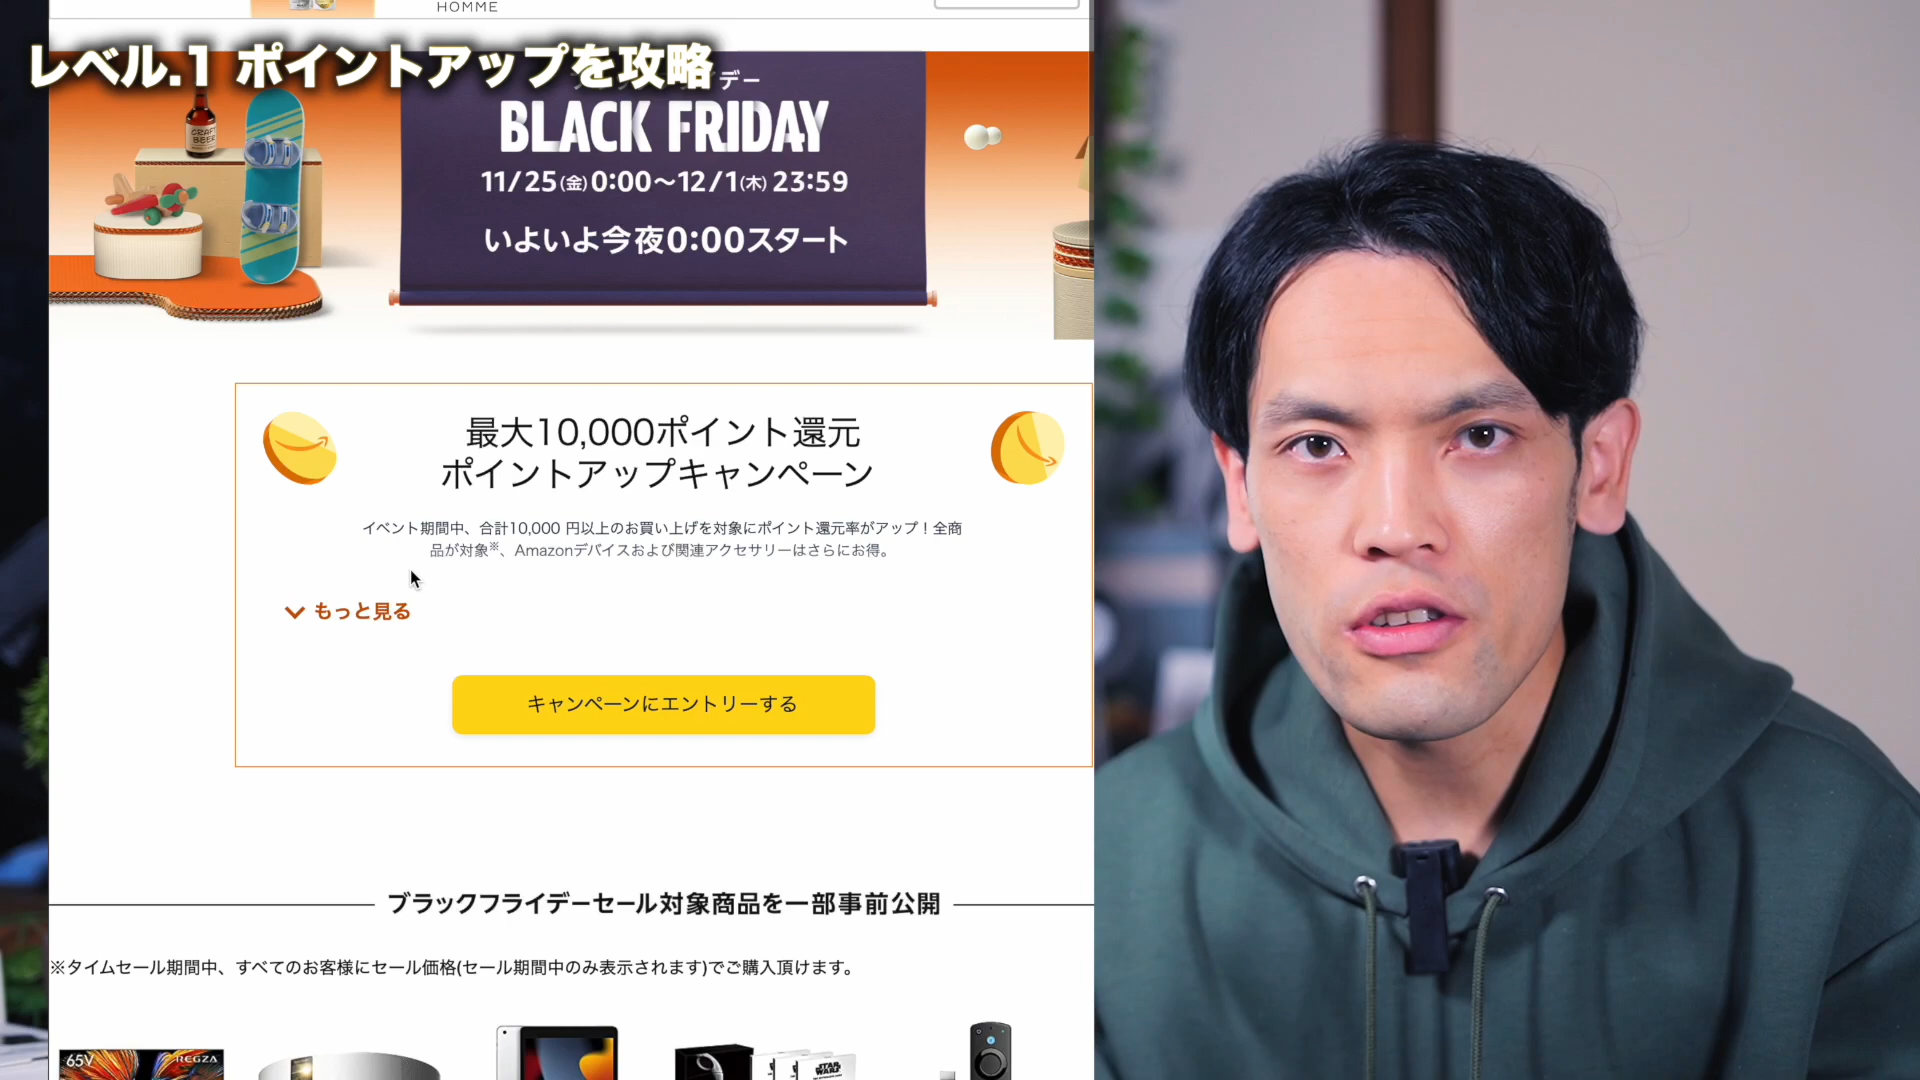 HOMME
レベル.1 ポイントアップを攻略
デー
BLACK FRIDAY
11/25(金)0:00〜12/1(木) 23:59
いよいよ今夜0:00スタート
CRAFT
BEER
最大10,000ポイント還元
ポイントアップキャンペーン
イベント期間中、合計10,000 円以上のお買い上げを対象にポイント還元率がアップ！全商
品が対象※、Amazonデバイスおよび関連アクセサリーはさらにお得。
もっと見る
キャンペーンにエントリーする
ブラックフライデーセール対象商品を一部事前公開
※タイムセール期間中、すべてのお客様にセール価格(セール期間中のみ表示されます)でご購入頂けます。
65V
REGZA
STAR
WARS